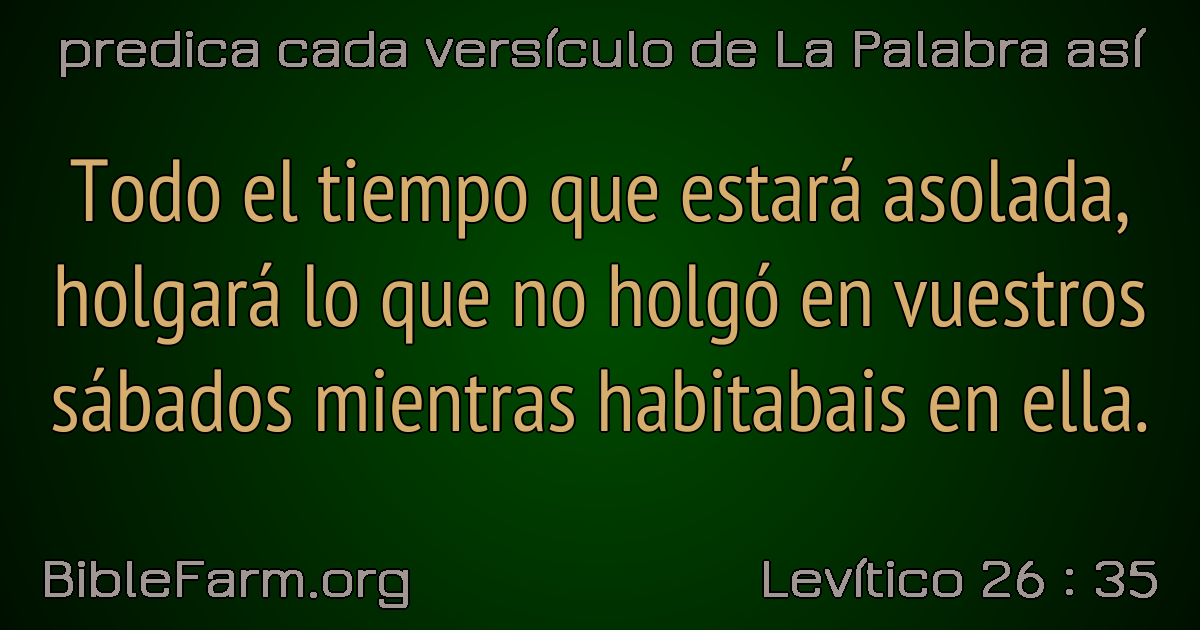 predica cada versículo de La Palabra así
Todo el tiempo que estará asolada,
holgará lo que no holgó en vuestros
sábados mientras habitabais en ella.
BibleFarm.org
Levítico 26 : 35